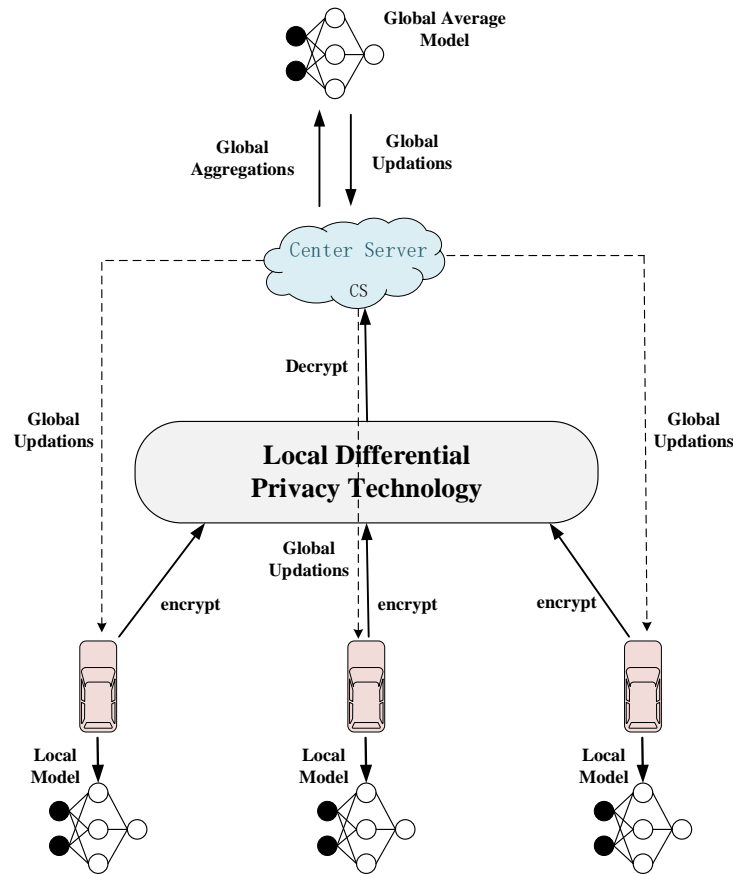 Global Average
Model
Global
Aggregations
Global
Updations
Center Server
CS
Decrypt
Global
Updations
Global
Updations
Local Differential
Privacy Technology
Global
Updations
encrypt
encrypt
encrypt
Local
Model
Local
Model
Local
Model